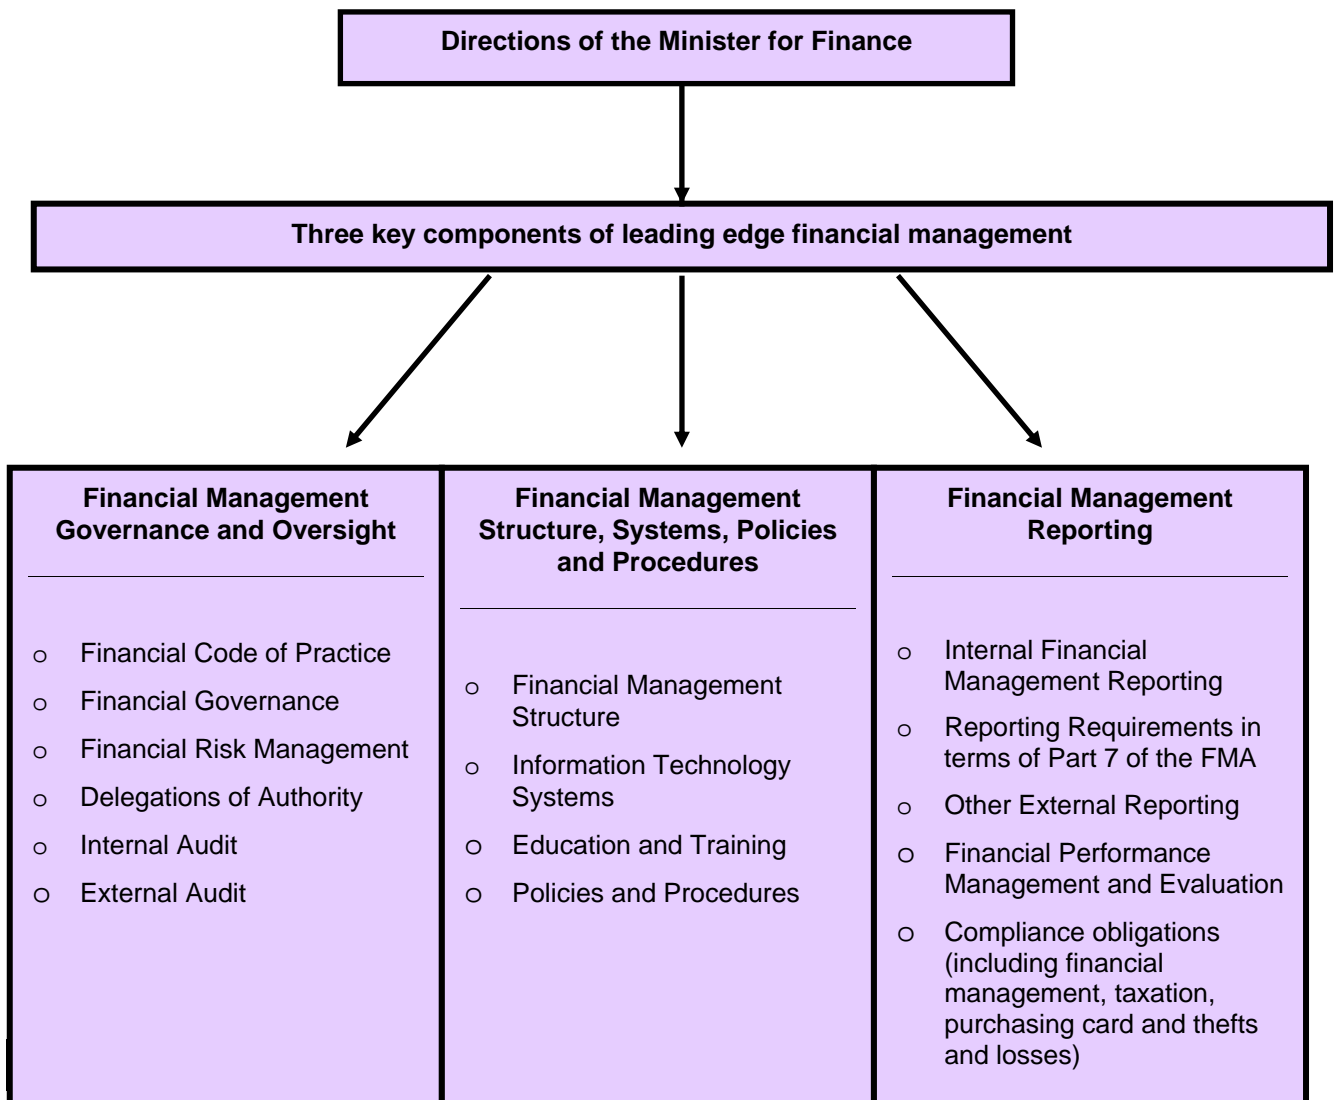 Directions of the Minister for Finance
Three key components of leading edge financial management
Financial Management
Governance and Oversight
o Financial Code of Practice
o Financial Governance
o Financial Risk Management
o Delegations of Authority
o Internal Audit
o External Audit
Financial Management
Structure, Systems, Policies
and Procedures
o Financial Management
Structure
o Information Technology
Systems
o Education and Training
o Policies and Procedures
Financial Management
Reporting
o Internal Financial
Management Reporting
o Reporting Requirements in
terms of Part 7 of the FMA
o Other External Reporting
o Financial Performance
Management and Evaluation
o Compliance obligations
(including financial
management, taxation,
purchasing card and thefts
and losses)